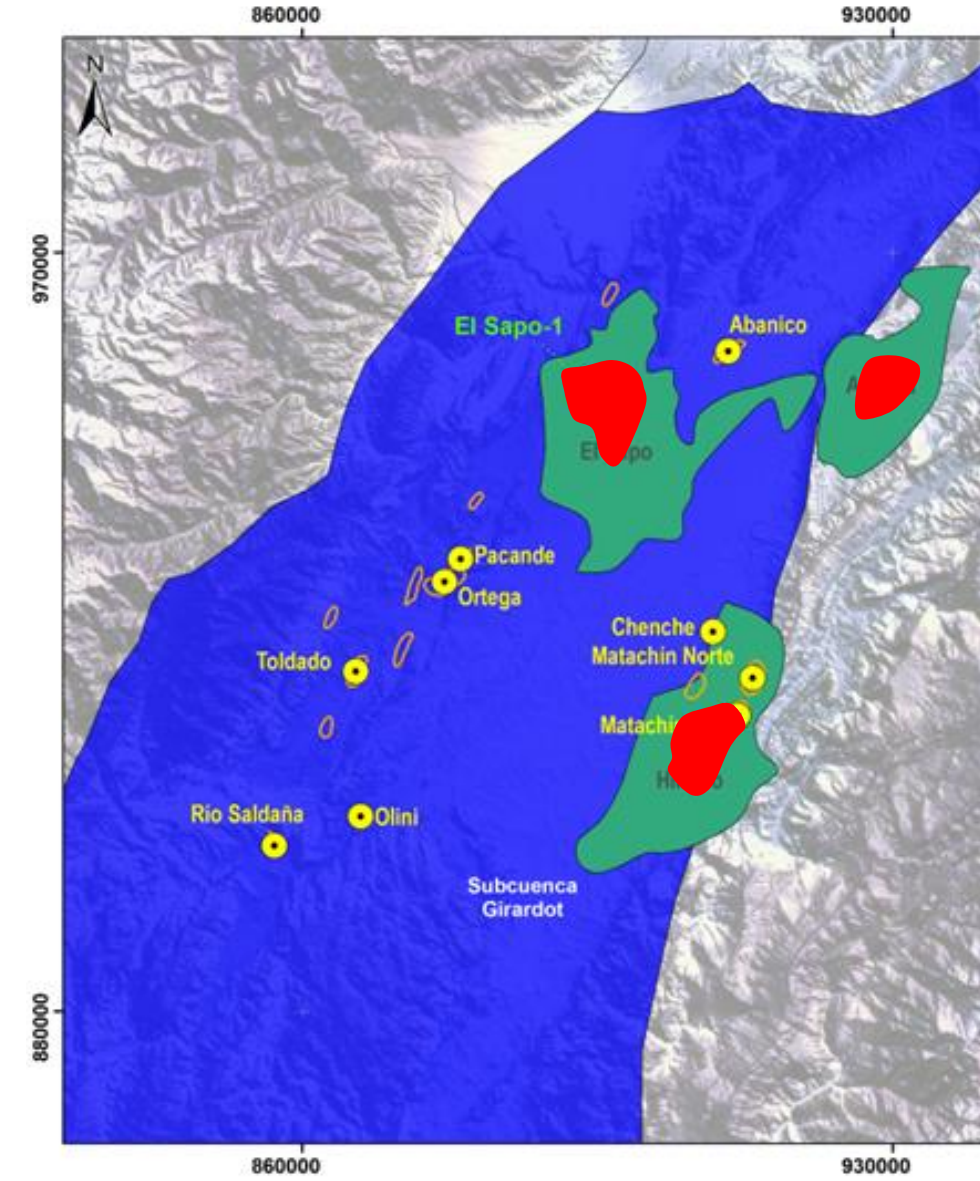 860000 930000
N
970000
Abanico
El Sapo-1
Pacande
Ortega
Chenche
Matachin Norte
Toldado
Rio Saldaña
Olini
Subcuenca
Girardot
880000
860000 930000